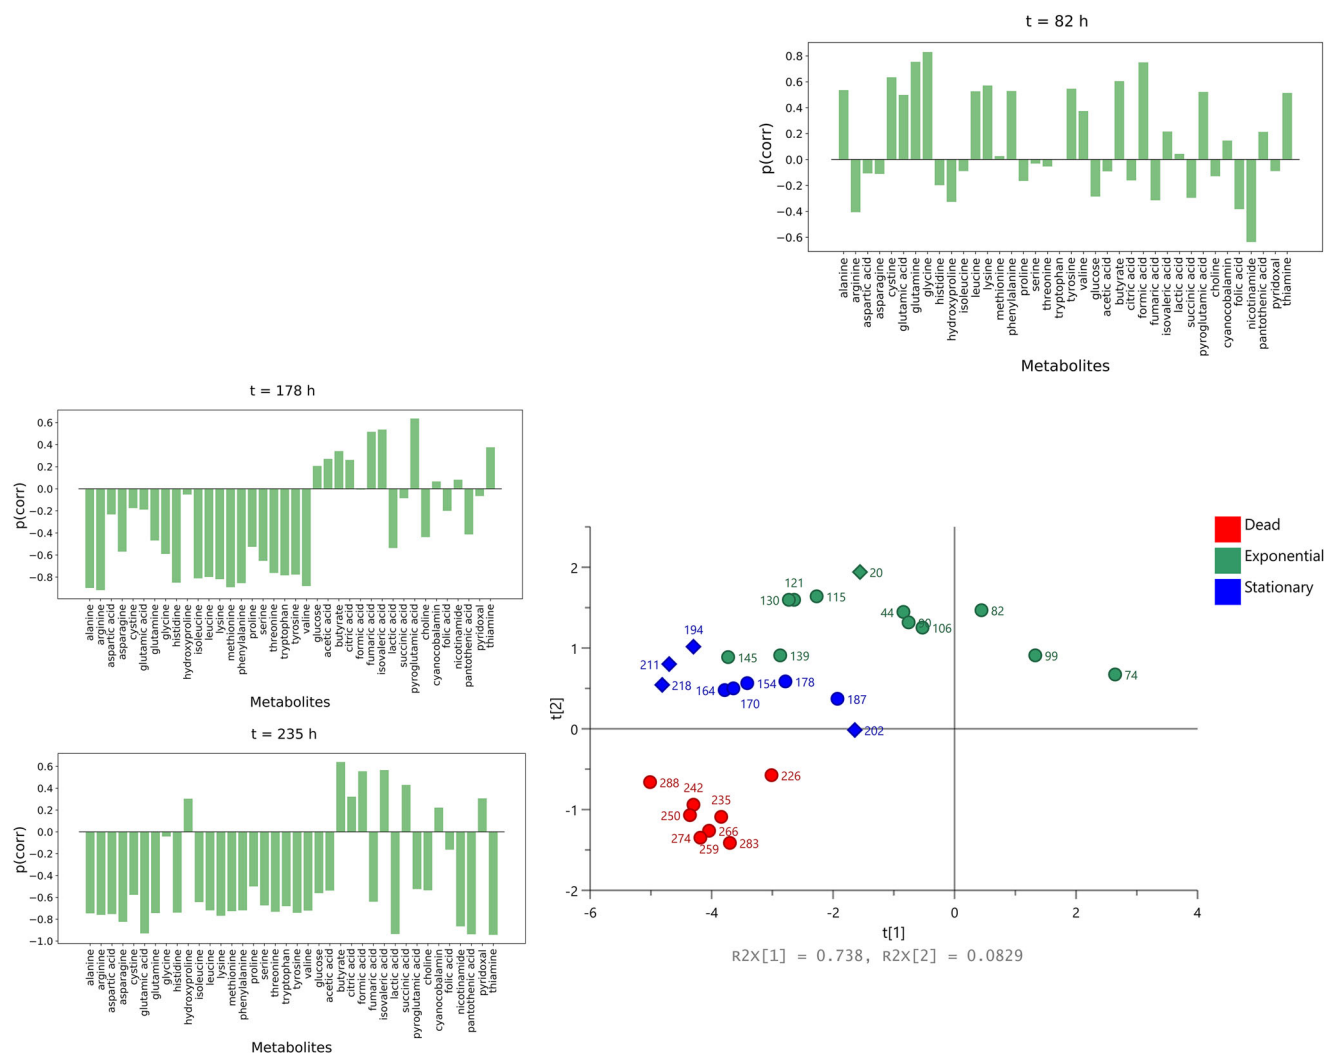 t = 82 h
p(corr)
0.8
0.6
0.4
0.2
0.0
−0.2
−0.4
−0.6
alanine
arginine
aspartic acid
asparagine
cystine
glutamic acid
glutamine
glycine
histidine
hydroxyproline
isoleucine
leucine
lysine
methionine
phenylalanine
proline
serine
threonine
tryptophan
tyrosine
valine
glucose
acetic acid
butyrate
citric acid
formic acid
fumaric acid
isovaleric acid
lactic acid
succinic acid
pyroglutamic acid
choline
cyanocobalamin
folic acid
nicotinamide
pantothenic acid
pyridoxal
thiamine
Metabolites
t = 178 h
p(corr)
0.6
0.4
0.2
0.0
−0.2
−0.4
−0.6
−0.8
alanine
arginine
aspartic acid
asparagine
cystine
glutamic acid
glutamine
glycine
histidine
hydroxyproline
isoleucine
leucine
lysine
methionine
phenylalanine
proline
serine
threonine
tryptophan
tyrosine
valine
glucose
acetic acid
butyrate
citric acid
formic acid
fumaric acid
isovaleric acid
lactic acid
succinic acid
pyroglutamic acid
choline
cyanocobalamin
folic acid
nicotinamide
pantothenic acid
pyridoxal
thiamine
Metabolites
t = 235 h
p(corr)
0.6
0.4
0.2
0.0
−0.2
−0.4
−0.6
−0.8
−1.0
alanine
arginine
aspartic acid
asparagine
cystine
glutamic acid
glutamine
glycine
histidine
hydroxyproline
isoleucine
leucine
lysine
methionine
phenylalanine
proline
serine
threonine
tryptophan
tyrosine
valine
glucose
acetic acid
butyrate
citric acid
formic acid
fumaric acid
isovaleric acid
lactic acid
succinic acid
pyroglutamic acid
choline
cyanocobalamin
folic acid
nicotinamide
pantothenic acid
pyridoxal
thiamine
Metabolites
Dead
Exponential
Stationary
t[2]
2
1
0
-1
-2
20
121
130
115
44
106
82
99
74
145
139
194
211
218
164
170
154
178
187
202
226
288
242
250
235
266
274
259
283
-6
-4
-2
0
2
4
t[1]
R2X[1] = 0.738, R2X[2] = 0.0829